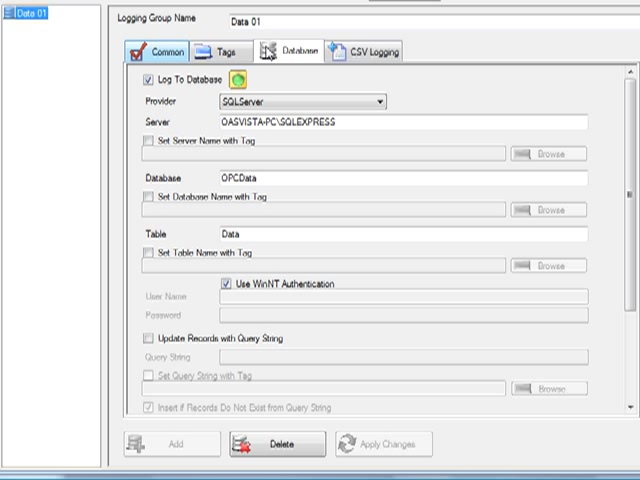 Data 01
Logging Group Name Data 01
Common Tags Database CSV Logging
Log To Database
Provider SQLServer
Server OASVISTA-PC\SQLEXPRESS
Set Server Name with Tag
Browse
Database OPCData
Set Database Name with Tag
Browse
Table Data
Set Table Name with Tag
Browse
Use WinNT Authentication
User Name
Password
Update Records with Query String
Query String
Set Query String with Tag
Browse
Insert if Records Do Not Exist from Query String
Add Delete Apply Changes